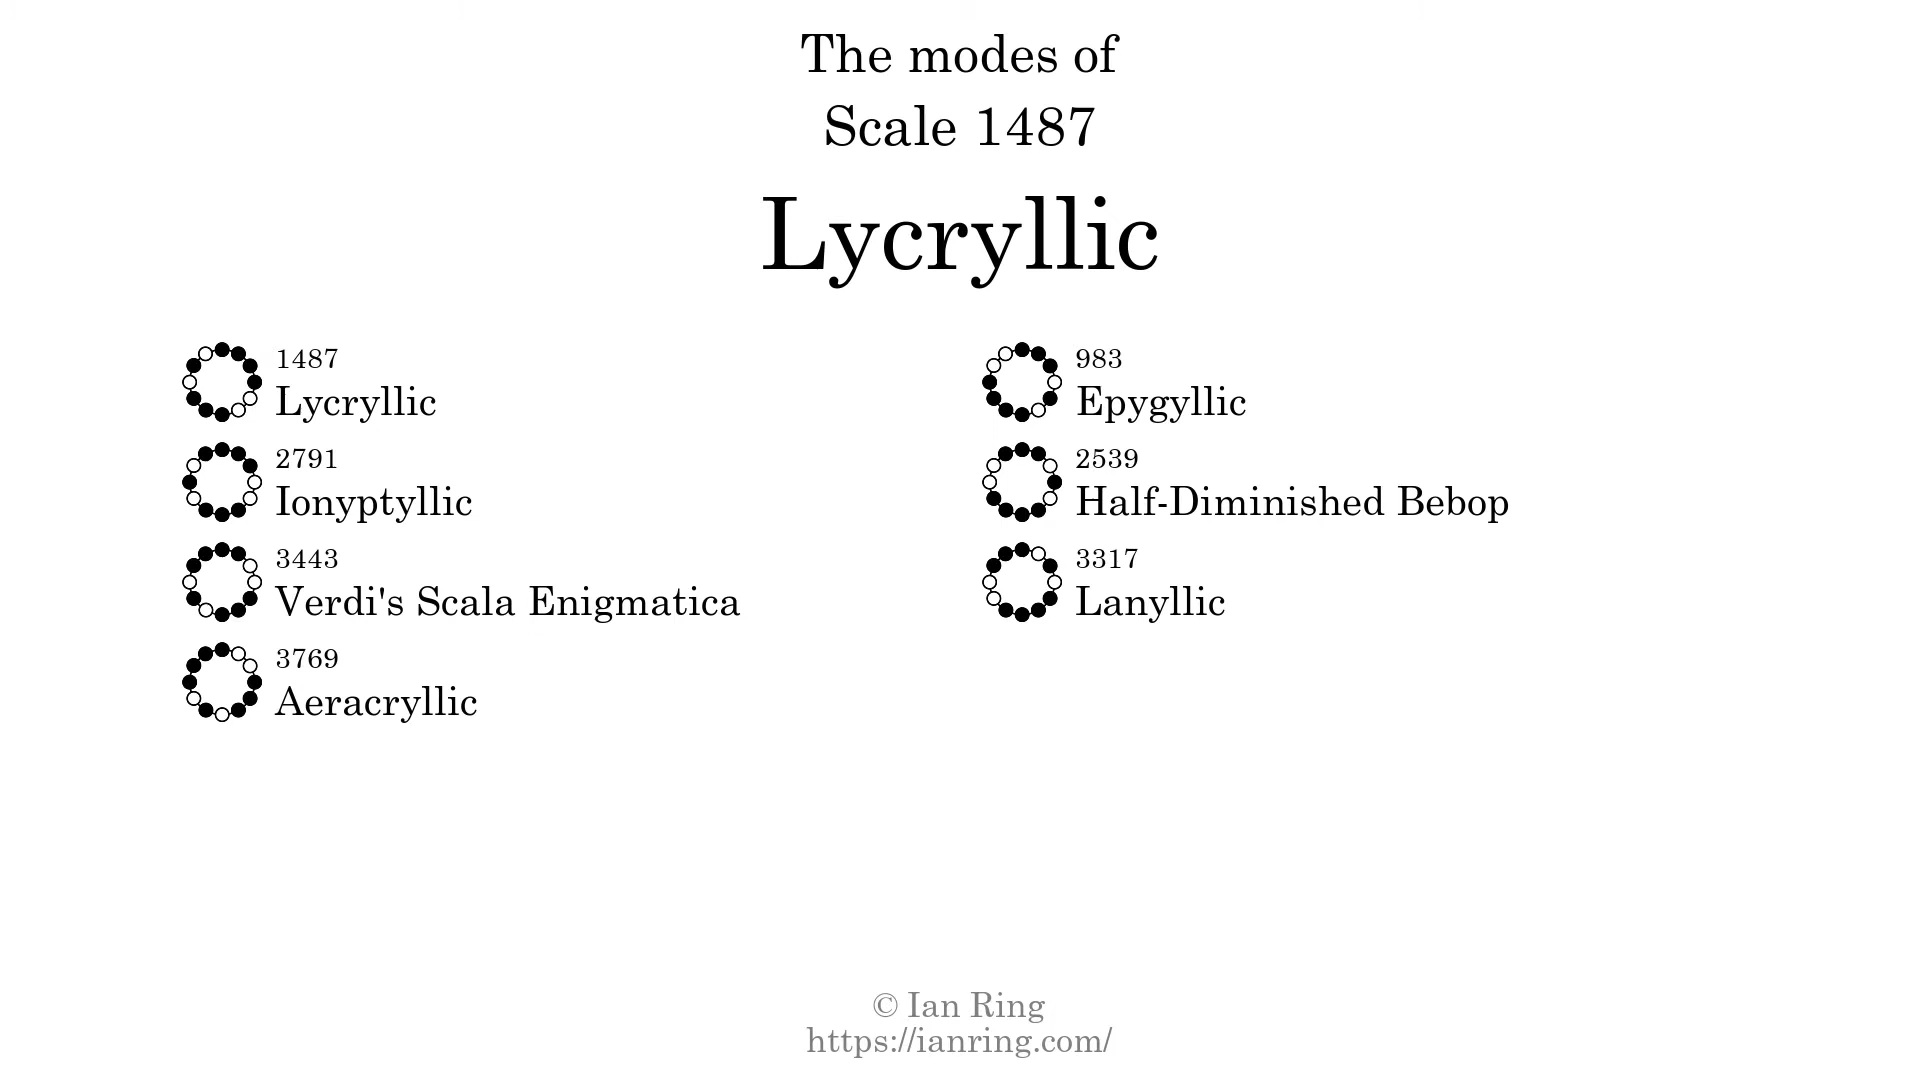 The modes of
Scale 1487
Lycryllic
1487
Lycryllic
2791
Ionyptyllic
3443
Verdi's Scala Enigmatica
3769
Aeracryllic
983
Epygyllic
2539
Half-Diminished Bebop
3317
Lanyllic
© Ian Ring
https://ianring.com/